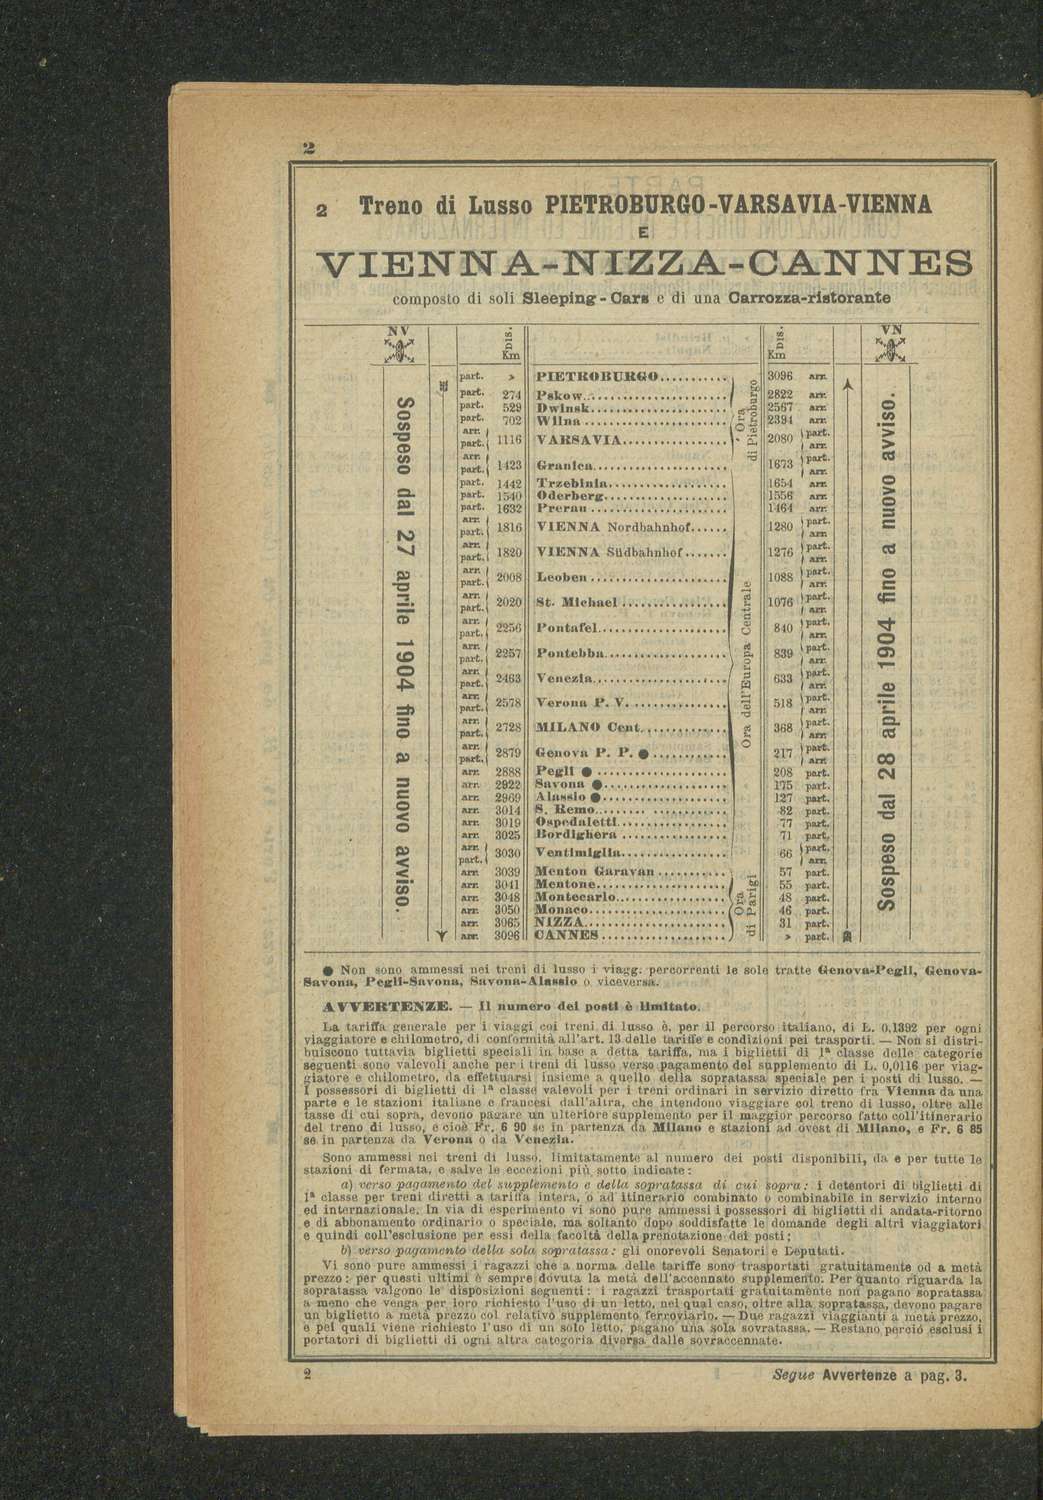 2
2 Treno di Lusso PIETROBURGO-VARSAVIA-VIENNA
E
VIENNA-NIZZA-CANNES
composto di soli Sleeping-Cars e di una Carrozza-ristorante
NV Dis. Km Dis. Km VN
Sospeso dal 27 aprile 1904 fino a nuovo avviso.
part. » PIETROBURGO 3096 arr.
part. 274 Pskow 2822 arr.
part. 529 Dwinsk 2567 arr.
part. 702 Wilna 2394 arr.
arr. part. 1116 VARSAVIA 2080 part. arr.
arr. part. 1423 Granica 1673 part. arr.
part. 1442 Trzebinia 1654 arr.
part. 1540 Oderberg 1556 arr.
part. 1632 Prerau 1464 arr.
arr. part. 1816 VIENNA Nordbahnhof 1280 part. arr.
arr. part. 1820 VIENNA Südbahnhof 1276 part. arr.
arr. part. 2008 Leoben 1088 part. arr.
arr. part. 2020 St. Michael 1076 part. arr.
arr. part. 2256 Pontafel 840 part. arr.
arr. part. 2257 Pontebba 839 part. arr.
arr. part. 2463 Venezia 633 part. arr.
arr. part. 2578 Verona P. V. 518 part. arr.
arr. part. 2728 MILANO Cent. 368 part. arr.
arr. part. 2879 Genova P. P. ● 217 part. arr.
arr. 2888 Pegli ● 208 part.
arr. 2922 Savona ● 175 part.
arr. 2969 Alassio ● 127 part.
arr. 3014 S. Remo 82 part.
arr. 3019 Ospedaletti 77 part.
arr. 3025 Bordighera 71 part.
arr. part. 3030 Ventimiglia 66 part. arr.
arr. 3039 Menton Garavan 57 part.
arr. 3041 Mentone 55 part.
arr. 3048 Montecarlo 48 part.
arr. 3050 Monaco 46 part.
arr. 3065 NIZZA 31 part.
arr. 3096 CANNES » part.
Ora di Pietroburgo
Ora dell'Europa Centrale
Ora di Parigi
Sospeso dal 28 aprile 1904 fino a nuovo avviso.
● Non sono ammessi nei treni di lusso i viagg. percorrenti le sole tratte Genova-Pegli, Genova-
Savona, Pegli-Savona, Savona-Alassio o viceversa.
AVVERTENZE. — Il numero dei posti è limitato.
La tariffa generale per i viaggi coi treni di lusso è, per il percorso italiano, di L. 0,1392 per ogni
viaggiatore e chilometro, di conformità all'art. 13 delle tariffe e condizioni pei trasporti. — Non si distri-
buiscono tuttavia biglietti speciali in base a detta tariffa, ma i biglietti di 1ª classe delle categorie
seguenti sono valevoli anche per i treni di lusso verso pagamento del supplemento di L. 0,0116 per viag-
giatore e chilometro, da effettuarsi insieme a quello della sopratassa speciale per i posti di lusso. —
I possessori di biglietti di 1ª classe valevoli per i treni ordinari in servizio diretto fra Vienna da una
parte e le stazioni italiane e francesi dall'altra, che intendono viaggiare col treno di lusso, oltre alle
tasse di cui sopra, devono pagare un ulteriore supplemento per il maggior percorso fatto coll'itinerario
del treno di lusso, e cioè Fr. 6 90 se in partenza da Milano e stazioni ad ovest di Milano, e Fr. 6 85
se in partenza da Verona o da Venezia.
Sono ammessi nei treni di lusso, limitatamente al numero dei posti disponibili, da e per tutte le
stazioni di fermata, e salve le eccezioni più sotto indicate:
a) verso pagamento del supplemento e della sopratassa di cui sopra: i detentori di biglietti di
1ª classe per treni diretti a tariffa intera, o ad itinerario combinato o combinabile in servizio interno
ed internazionale. In via di esperimento vi sono pure ammessi i possessori di biglietti di andata-ritorno
e di abbonamento ordinario o speciale, ma soltanto dopo soddisfatte le domande degli altri viaggiatori
e quindi coll'esclusione per essi della facoltà della prenotazione dei posti;
b) verso pagamento della sola sopratassa: gli onorevoli Senatori e Deputati.
Vi sono pure ammessi i ragazzi che a norma delle tariffe sono trasportati gratuitamente od a metà
prezzo: per questi ultimi è sempre dovuta la metà dell'accennato supplemento. Per quanto riguarda la
sopratassa valgono le disposizioni seguenti: i ragazzi trasportati gratuitamente non pagano sopratassa
a meno che venga per loro richiesto l'uso di un letto, nel qual caso, oltre alla sopratassa, devono pagare
un biglietto a metà prezzo col relativo supplemento ferroviario. — Due ragazzi viaggianti a metà prezzo,
e pei quali viene richiesto l'uso di un solo letto, pagano una sola sovratassa. — Restano perciò esclusi i
portatori di biglietti di ogni altra categoria diversa dalle sovraccennate.
2 Segue Avvertenze a pag. 3.